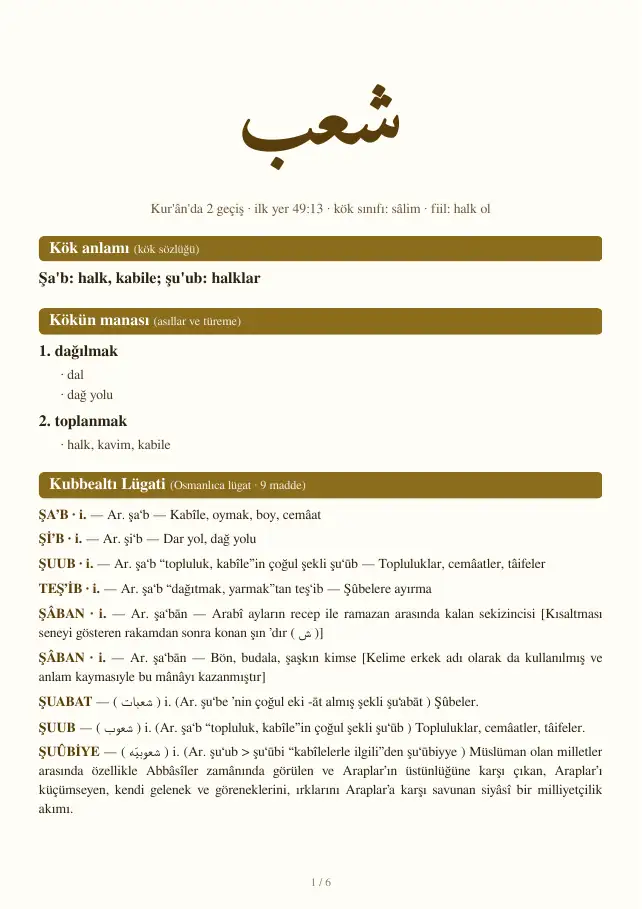 شعب
Kur'ân'da 2 geçiş · ilk yer 49:13 · kök sınıfı: sâlim · fiil: halk ol
Kök anlamı (kök sözlüğü)
Şa'b: halk, kabile; şu'ub: halklar
Kökün manası (asıllar ve türeme)
1. dağılmak
· dal
· dağ yolu
2. toplanmak
· halk, kavim, kabile
Kubbealtı Lügati (Osmanlıca lügat · 9 madde)
ŞA’B · i. — Ar. şa‘b — Kabîle, oymak, boy, cemâat
Şİ’B · i. — Ar. şi‘b — Dar yol, dağ yolu
ŞUUB · i. — Ar. şa‘b “topluluk, kabîle”in çoğul şekli şu‘ūb — Topluluklar, cemâatler, tâifeler
TEŞ’İB · i. — Ar. şa‘b “dağıtmak, yarmak”tan teş‘ib — Şûbelere ayırma
ŞÂBAN · i. — Ar. şa‘bān — Arabî ayların recep ile ramazan arasında kalan sekizincisi [Kısaltması
seneyi gösteren rakamdan sonra konan şın ’dır ( ش )]
ŞÂBAN · i. — Ar. şa‘bān — Bön, budala, şaşkın kimse [Kelime erkek adı olarak da kullanılmış ve
anlam kaymasıyle bu mânâyı kazanmıştır]
ŞUABAT — ( شعبات ) i. (Ar. şu‘be ’nin çoğul eki -āt almış şekli şu‘abāt ) Şûbeler.
ŞUUB — ( شعوب ) i. (Ar. şa‘b “topluluk, kabîle”in çoğul şekli şu‘ūb ) Topluluklar, cemâatler, tâifeler.
ŞUÛBİYE — ( شعوبيّه ) i. (Ar. şu‘ub > şu‘ūbi “kabîlelerle ilgili”den şu‘ūbiyye ) Müslüman olan milletler
arasında özellikle Abbâsîler zamânında görülen ve Araplar’ın üstünlüğüne karşı çıkan, Araplar’ı
küçümseyen, kendi gelenek ve göreneklerini, ırklarını Araplar’a karşı savunan siyâsî bir milliyetçilik
akımı.
1 / 6